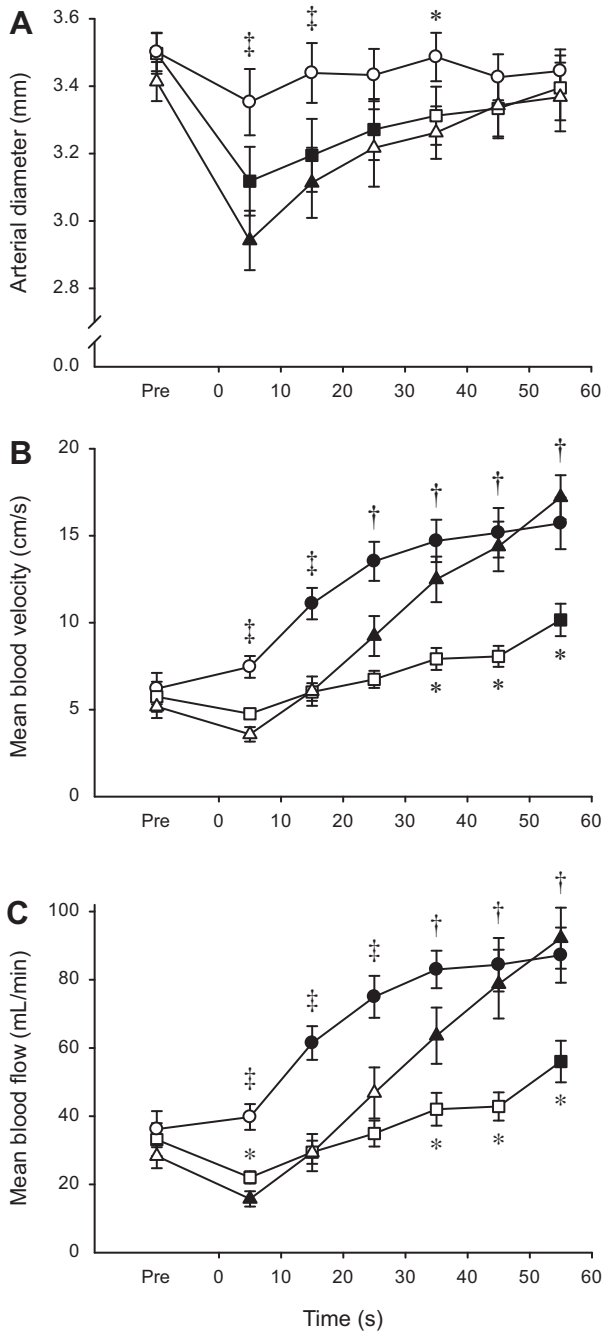 A
Arterial diameter (mm)
3.6
3.4
3.2
3.0
2.8
0.0
‡ ‡ *
Pre 0 10 20 30 40 50 60
B
Mean blood velocity (cm/s)
20
15
10
5
0
‡ ‡ † † † †
* * *
Pre 0 10 20 30 40 50 60
C
Mean blood flow (mL/min)
100
80
60
40
20
0
‡ ‡ ‡ † † †
* * * *
Pre 0 10 20 30 40 50 60
Time (s)